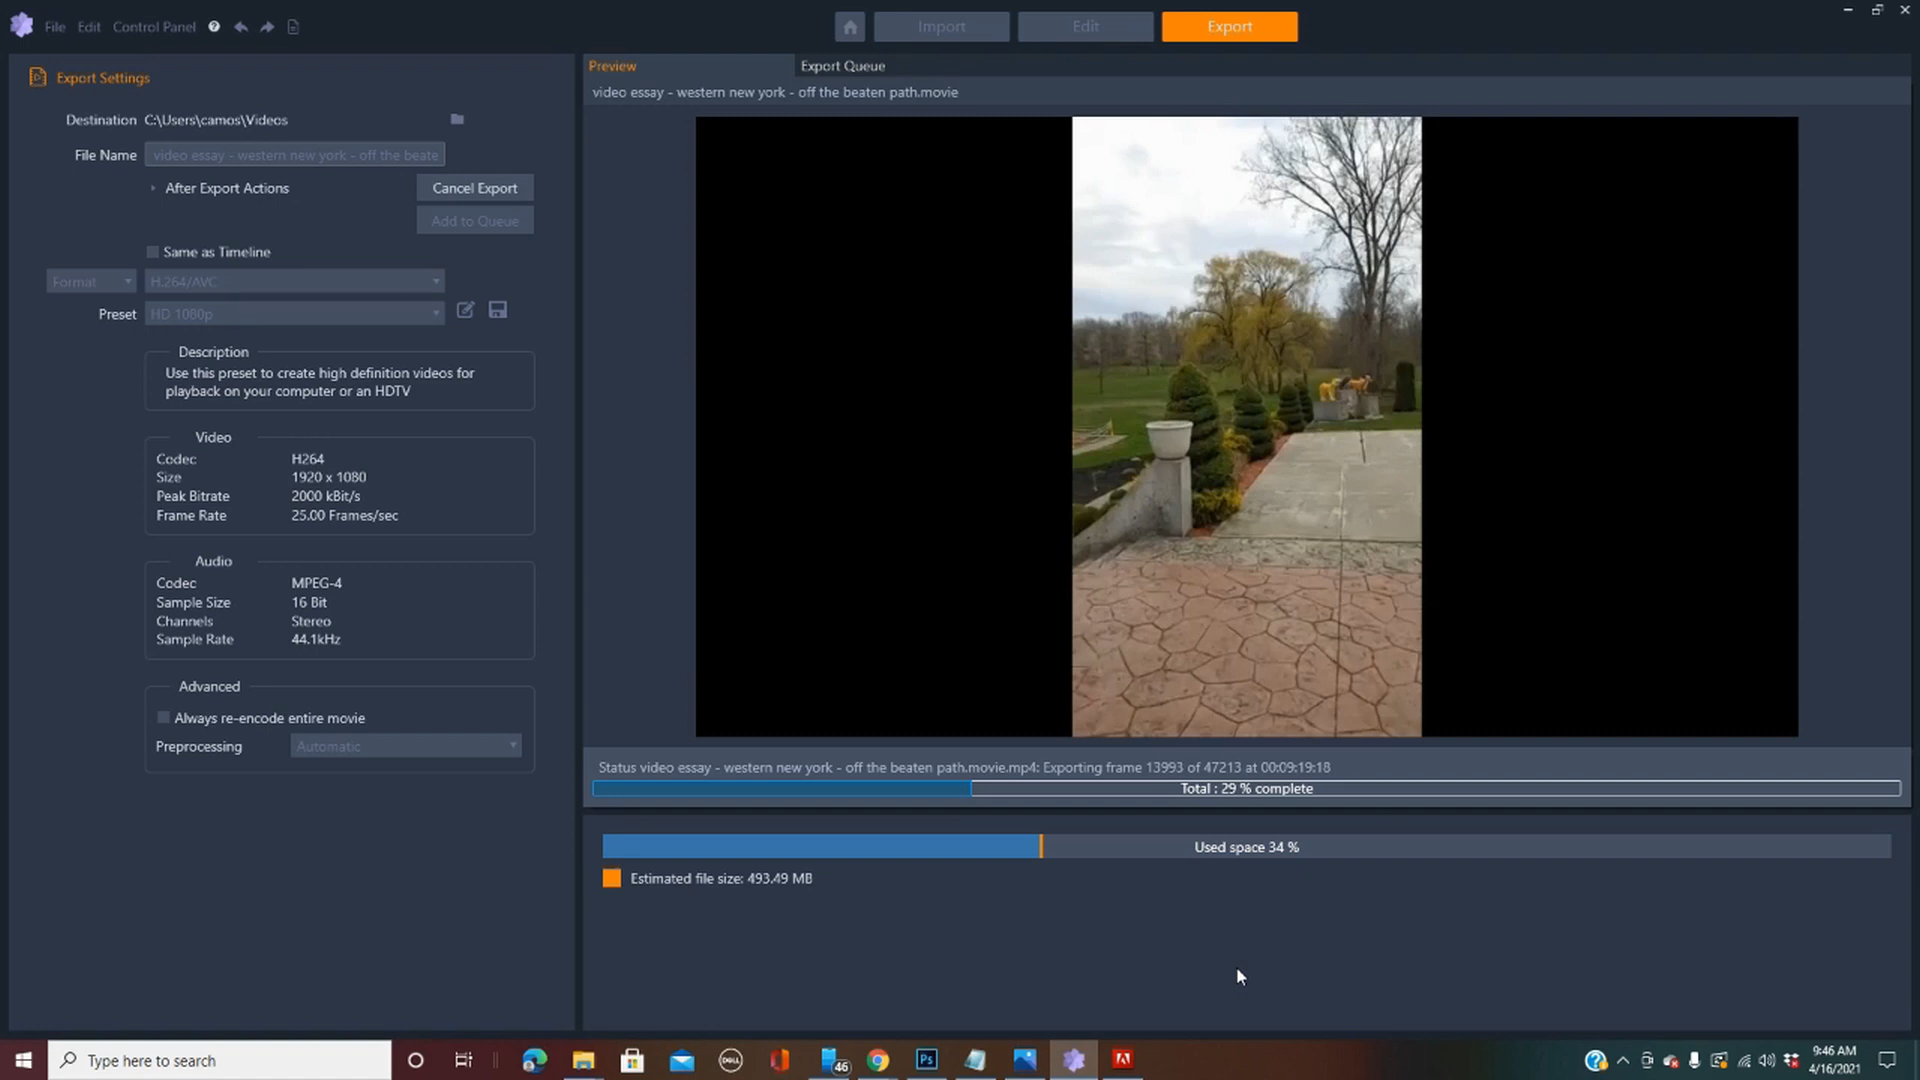 File Edit Control Panel ?
Import Edit Export
Export Settings
Destination C:\Users\camos\Videos
File Name video essay - western new york - off the beate
After Export Actions Cancel Export
Add to Queue
Same as Timeline
Format H.264/AVC
Preset HD 1080p
Description
Use this preset to create high definition videos for
playback on your computer or an HDTV
Video
Codec H264
Size 1920 x 1080
Peak Bitrate 2000 kBit/s
Frame Rate 25.00 Frames/sec
Audio
Codec MPEG-4
Sample Size 16 Bit
Channels Stereo
Sample Rate 44.1kHz
Advanced
Always re-encode entire movie
Preprocessing Automatic
Preview Export Queue
video essay - western new york - off the beaten path.movie
Status video essay - western new york - off the beaten path.movie.mp4: Exporting frame 13993 of 47213 at 00:09:19:18
Total : 29 % complete
Used space 34 %
Estimated file size: 493.49 MB
Type here to search
DELL
46
Ps
?
9:46 AM
4/16/2021